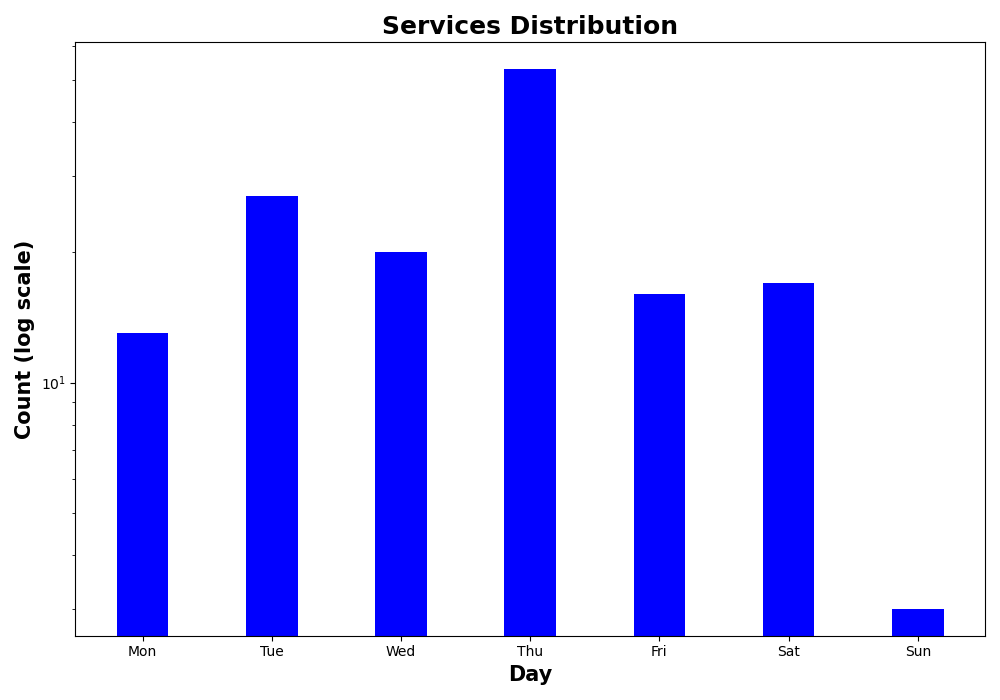 Services Distribution
Count (log scale)
10¹
Mon Tue Wed Thu Fri Sat Sun
Day